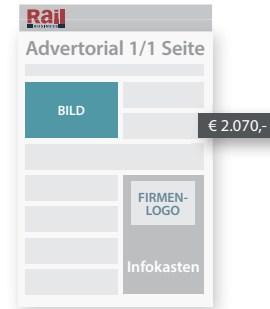 Rail
Advertorial 1/1 Seite
BILD
€ 2.070,-
FIRMEN-
LOGO
Infokasten